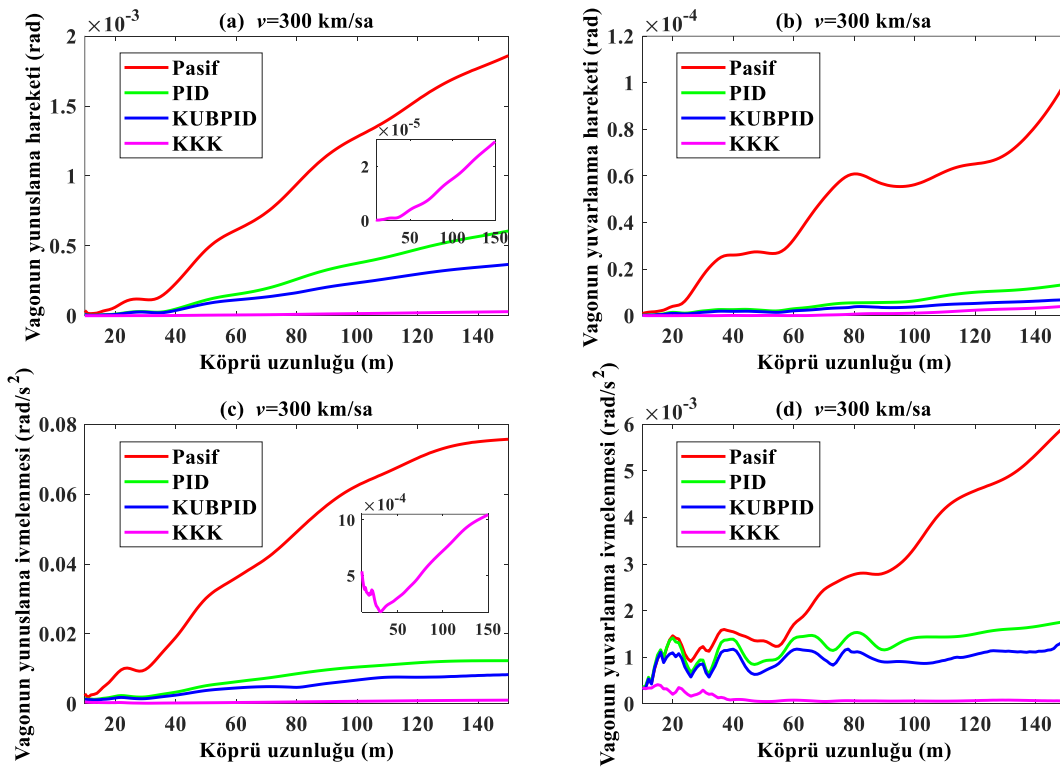 (a) v=300 km/sa
×10-3
Vagonun yunuslama hareketi (rad)
2
1.5
1
0.5
0
Pasif
PID
KUBPID
KKK
×10-5
2
0
50 100 150
20 40 60 80 100 120 140
Köprü uzunluğu (m)
(b) v=300 km/sa
×10-4
Vagonun yuvarlanma hareketi (rad)
1.2
1
0.8
0.6
0.4
0.2
0
Pasif
PID
KUBPID
KKK
20 40 60 80 100 120 140
Köprü uzunluğu (m)
(c) v=300 km/sa
Vagonun yunuslama ivmelenmesi (rad/s2)
0.08
0.06
0.04
0.02
0
Pasif
PID
KUBPID
KKK
×10-4
10
5
50 100 150
20 40 60 80 100 120 140
Köprü uzunluğu (m)
(d) v=300 km/sa
×10-3
Vagonun yuvarlanma ivmelenmesi (rad/s2)
6
5
4
3
2
1
0
Pasif
PID
KUBPID
KKK
20 40 60 80 100 120 140
Köprü uzunluğu (m)